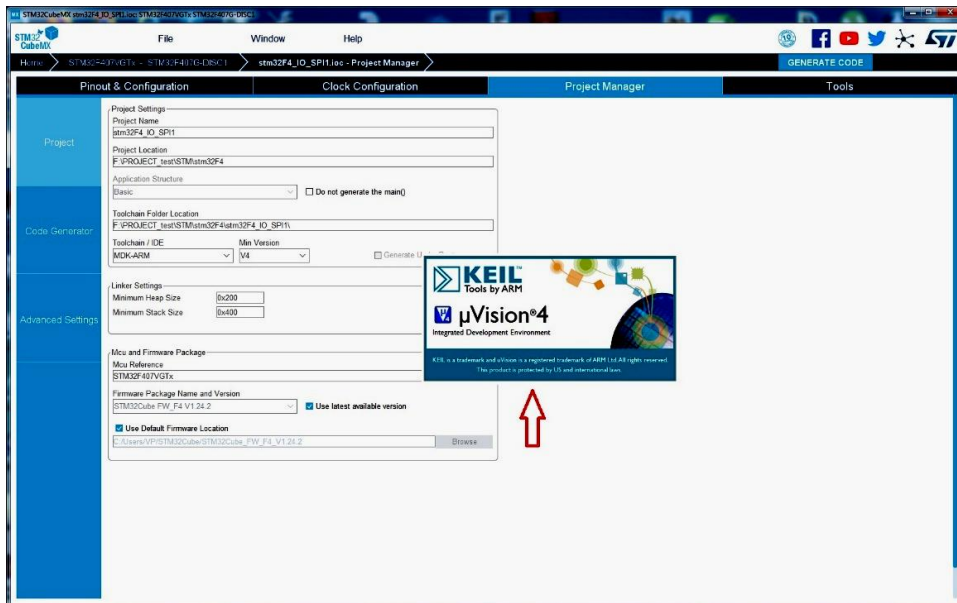 STM32CubeMX stm32F4_IO_SPI1.ioc: STM32F407VGTx STM32F407G-DISC1
STM32
CubeMX
File
Window
Help
Home
STM32F407VGTx - STM32F407G-DISC1
stm32F4_IO_SPI1.ioc - Project Manager
GENERATE CODE
Pinout & Configuration
Clock Configuration
Project Manager
Tools
Project
Code Generator
Advanced Settings
Project Settings
Project Name
stm32F4_IO_SPI1
Project Location
F:\PROJECT_test\STM\stm32F4
Application Structure
Basic
Do not generate the main()
Toolchain Folder Location
F:\PROJECT_test\STM\stm32F4\stm32F4_IO_SPI1\
Toolchain / IDE
Min Version
MDK-ARM
V4
Generate
Linker Settings
Minimum Heap Size
0x200
Minimum Stack Size
0x400
Mcu and Firmware Package
Mcu Reference
STM32F407VGTx
Firmware Package Name and Version
STM32Cube FW_F4 V1.24.2
Use latest available version
Use Default Firmware Location
C:/Users/VP/STM32Cube/STM32Cube_FW_F4_V1.24.2
Browse
KEIL™
Tools by ARM
µVision®4
Integrated Development Environment
KEIL is a trademark and uVision is a registered trademark of ARM Ltd. All rights reserved.
This product is protected by US and international laws.